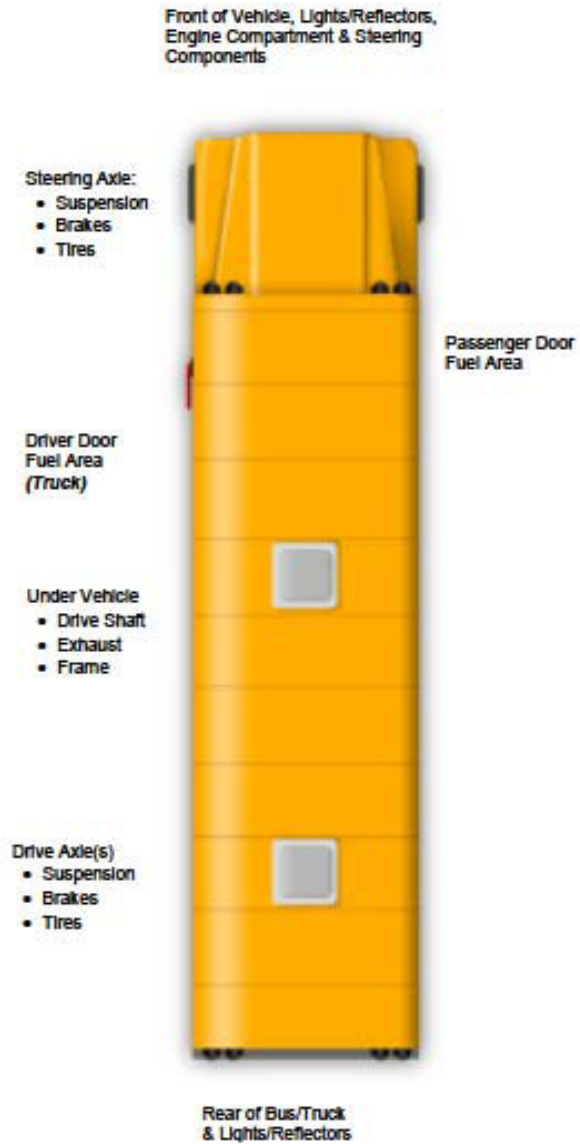 Front of Vehicle, Lights/Reflectors,
Engine Compartment & Steering
Components
Steering Axle:
• Suspension
• Brakes
• Tires
Passenger Door
Fuel Area
Driver Door
Fuel Area
(Truck)
Under Vehicle
• Drive Shaft
• Exhaust
• Frame
Drive Axle(s)
• Suspension
• Brakes
• Tires
Rear of Bus/Truck
& Lights/Reflectors